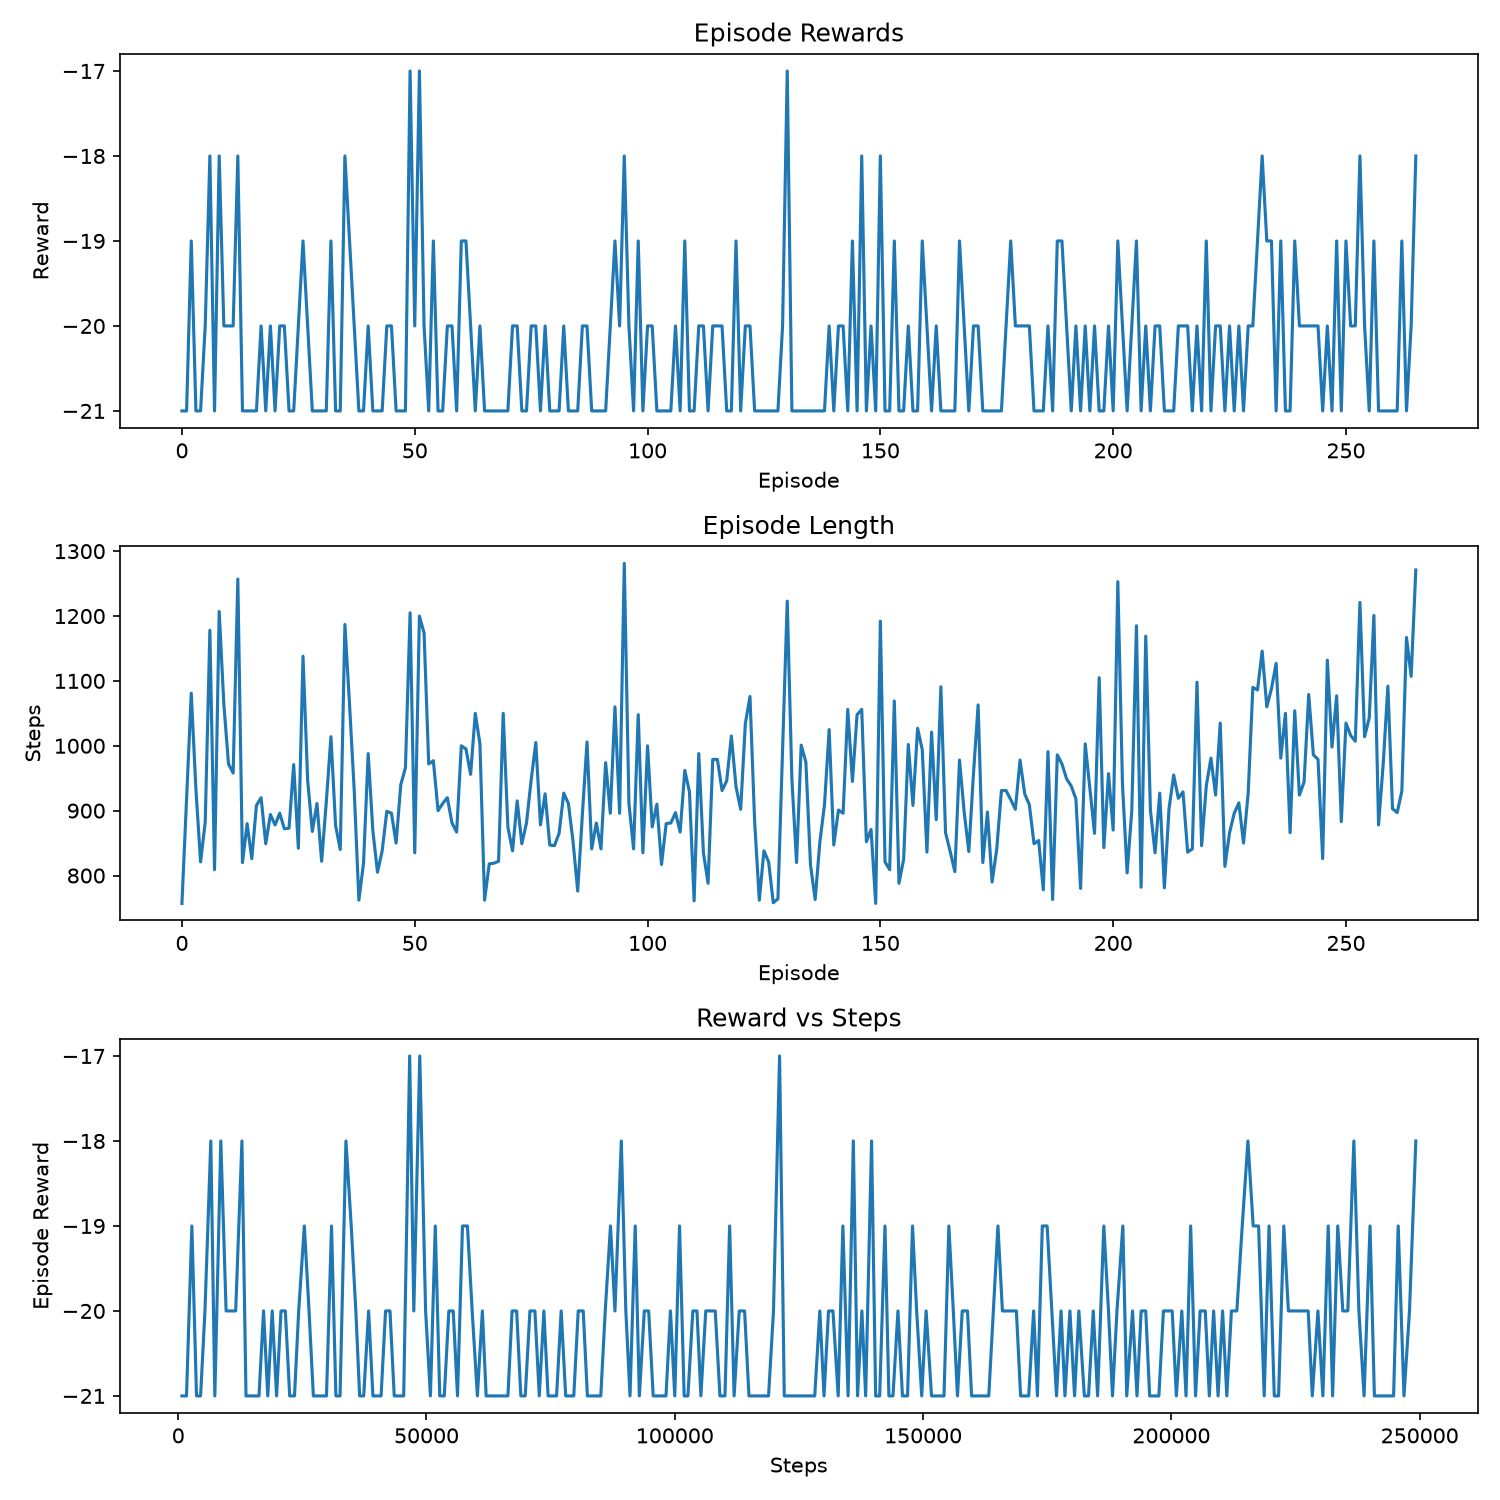 Episode Rewards
−17
−18
−19
−20
−21
Reward
0 50 100 150 200 250
Episode
Episode Length
1300
1200
1100
1000
900
800
Steps
0 50 100 150 200 250
Episode
Reward vs Steps
−17
−18
−19
−20
−21
Episode Reward
0 50000 100000 150000 200000 250000
Steps